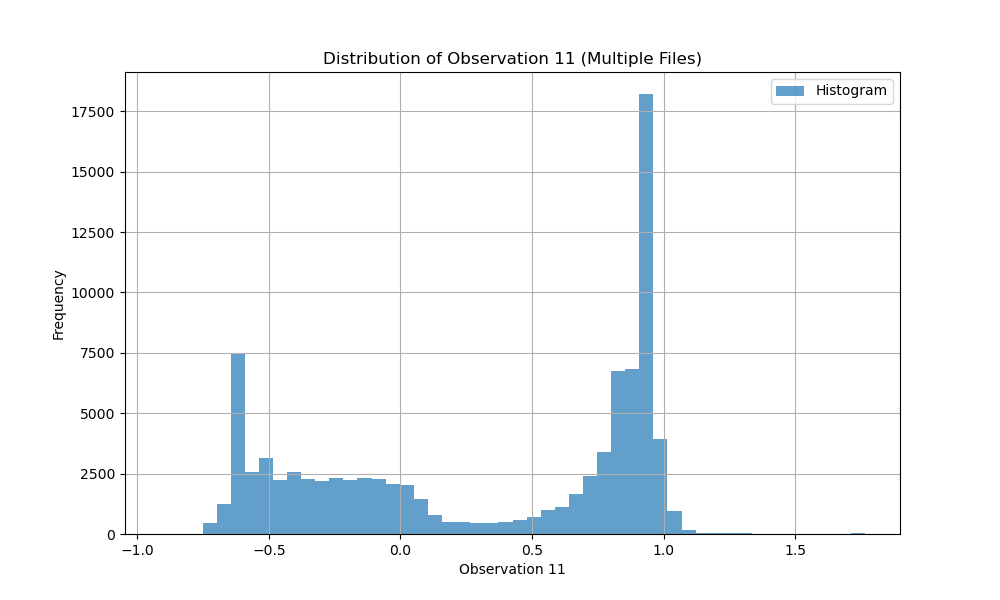 Distribution of Observation 11 (Multiple Files)
Histogram
17500
15000
12500
10000
7500
5000
2500
0
Frequency
−1.0 −0.5 0.0 0.5 1.0 1.5
Observation 11